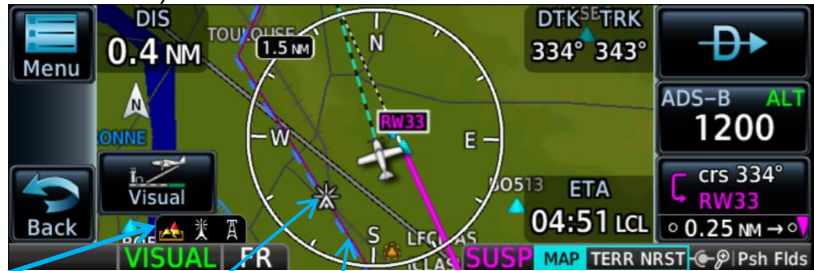 Menu
DIS
0.4 NM
TOULOUSE
1.5 NM
N
DTK TRK
334° 343°
ADS-B ALT
1200
N
ONNE
W
RW33
E
Visual
Back
S
BO513
ETA
04:51 LCL
crs 334°
RW33
0.25 NM
VISUAL
FR
SUSP
MAP TERR NRST
Psh Flds